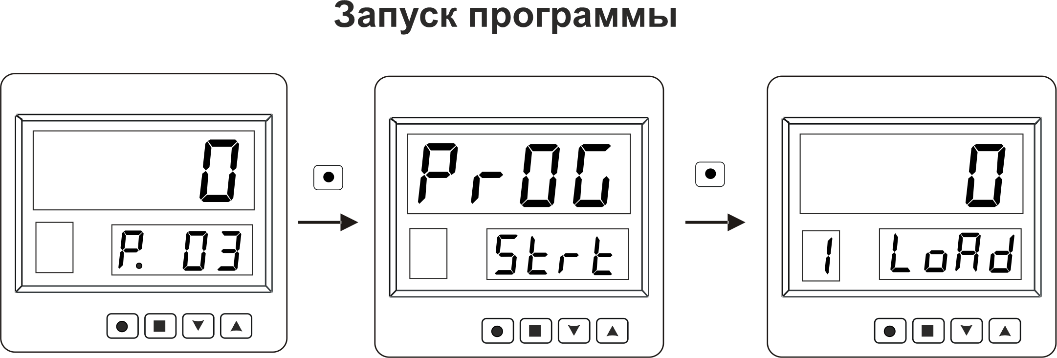 Запуск программы
0
P. 03
PrOG
Strt
0
1 LoAd